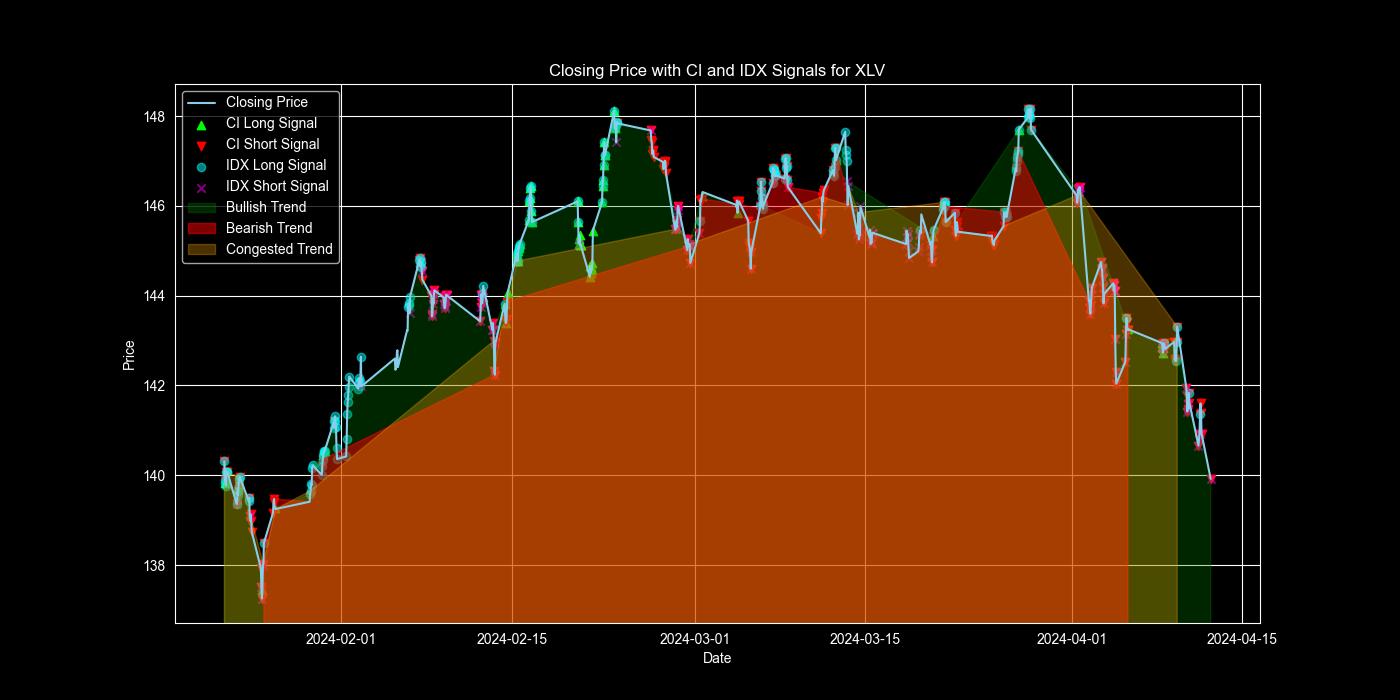 Closing Price with CI and IDX Signals for XLV
Closing Price
CI Long Signal
CI Short Signal
IDX Long Signal
IDX Short Signal
Bullish Trend
Bearish Trend
Congested Trend
148
146
144
142
140
138
Price
2024-02-01
2024-02-15
2024-03-01
2024-03-15
2024-04-01
2024-04-15
Date